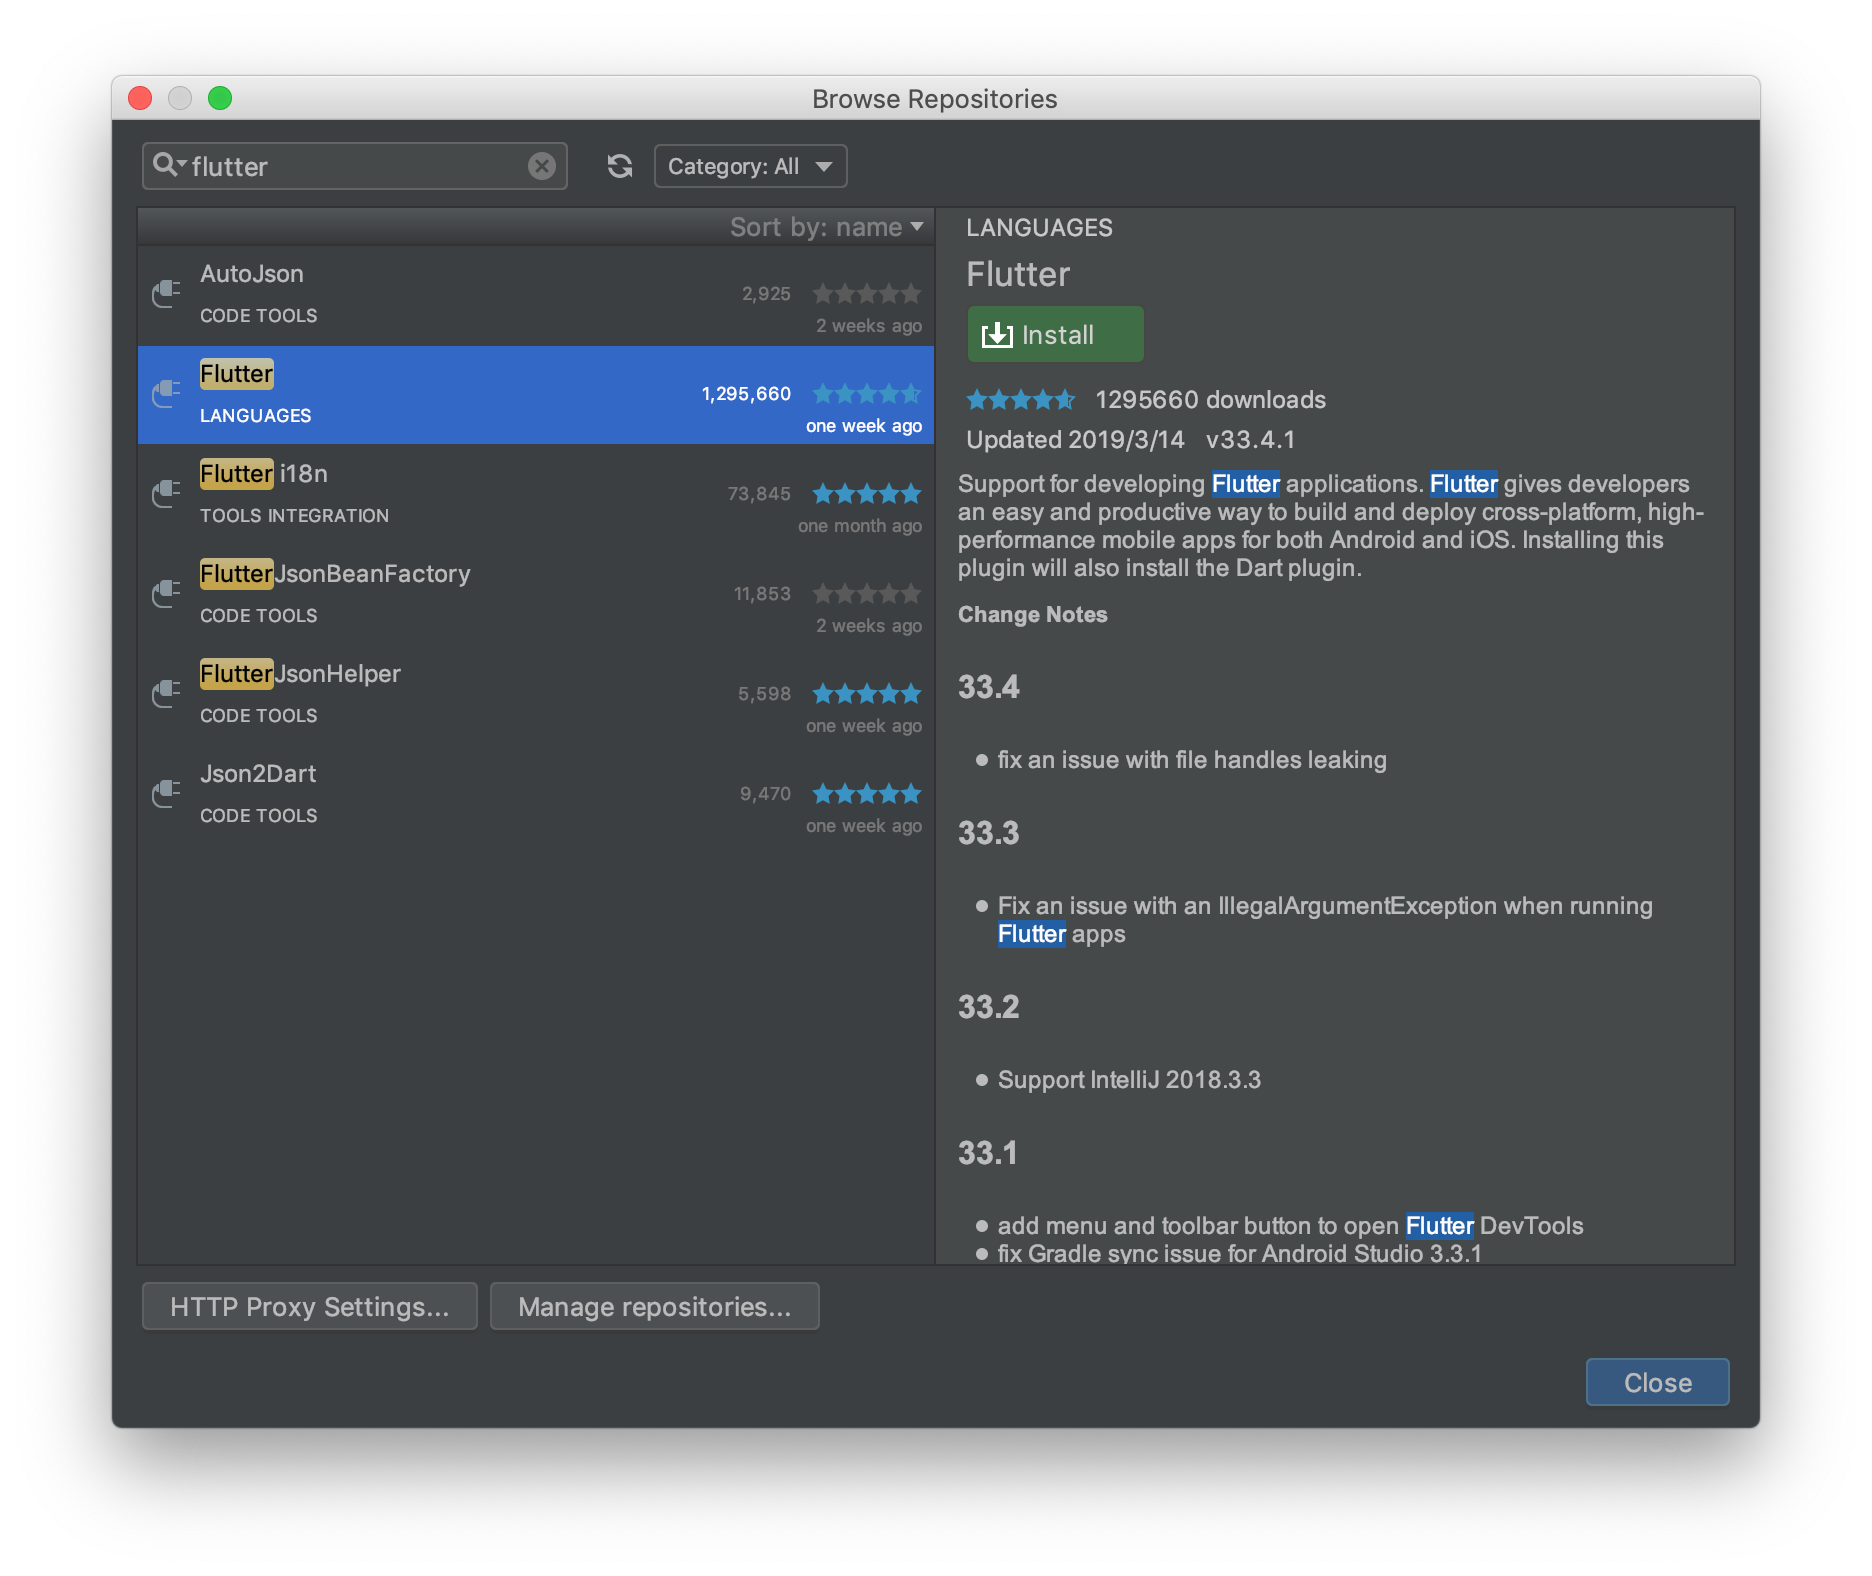 Browse Repositories
flutter
Category: All
Sort by: name
AutoJson
2,925
CODE TOOLS
2 weeks ago
Flutter
1,295,660
LANGUAGES
one week ago
Flutter i18n
73,845
TOOLS INTEGRATION
one month ago
FlutterJsonBeanFactory
11,853
CODE TOOLS
2 weeks ago
FlutterJsonHelper
5,598
CODE TOOLS
one week ago
Json2Dart
9,470
CODE TOOLS
one week ago
LANGUAGES
Flutter
Install
1295660 downloads
Updated 2019/3/14 v33.4.1
Support for developing Flutter applications. Flutter gives developers
an easy and productive way to build and deploy cross-platform, high-
performance mobile apps for both Android and iOS. Installing this
plugin will also install the Dart plugin.
Change Notes
33.4
• fix an issue with file handles leaking
33.3
• Fix an issue with an IllegalArgumentException when running
Flutter apps
33.2
• Support IntelliJ 2018.3.3
33.1
• add menu and toolbar button to open Flutter DevTools
• fix Gradle sync issue for Android Studio 3.3.1
HTTP Proxy Settings...
Manage repositories...
Close